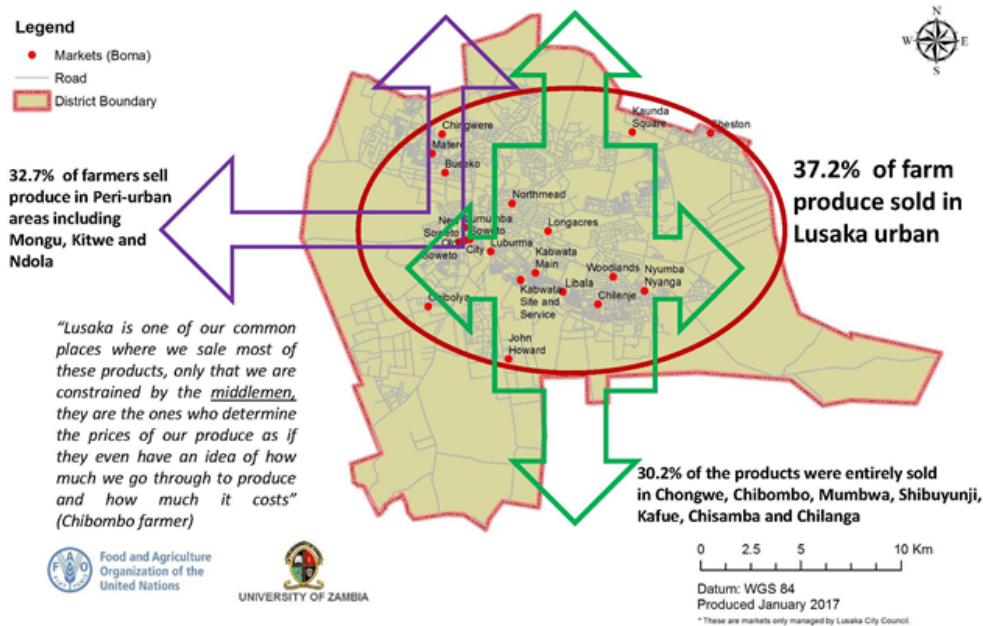 Legend
Markets (Boma)
Road
District Boundary
N
W
E
S
32.7% of farmers sell
produce in Peri-urban
areas including
Mongu, Kitwe and
Ndola
37.2% of farm
produce sold in
Lusaka urban
Chingwere
Matero
Buseko
Kaunda
Square
Cheston
Northmead
Longacres
New
Soweto
Lumumba
Soweto
Old
Soweto
City
Luburma
Kabwata
Main
Kabwata
Site and
Service
Libala
Woodlands
Chilenje
Nyumba
Nyanga
Chibolya
John
Howard
“Lusaka is one of our common
places where we sale most of
these products, only that we are
constrained by the middlemen,
they are the ones who determine
the prices of our produce as if
they even have an idea of how
much we go through to produce
and how much it costs”
(Chibombo farmer)
30.2% of the products were entirely sold
in Chongwe, Chibombo, Mumbwa, Shibuyunji,
Kafue, Chisamba and Chilanga
FAO
Food and Agriculture
Organization of the
United Nations
UNIVERSITY OF ZAMBIA
0 2.5 5 10 Km
Datum: WGS 84
Produced January 2017
* These are markets only managed by Lusaka City Council.